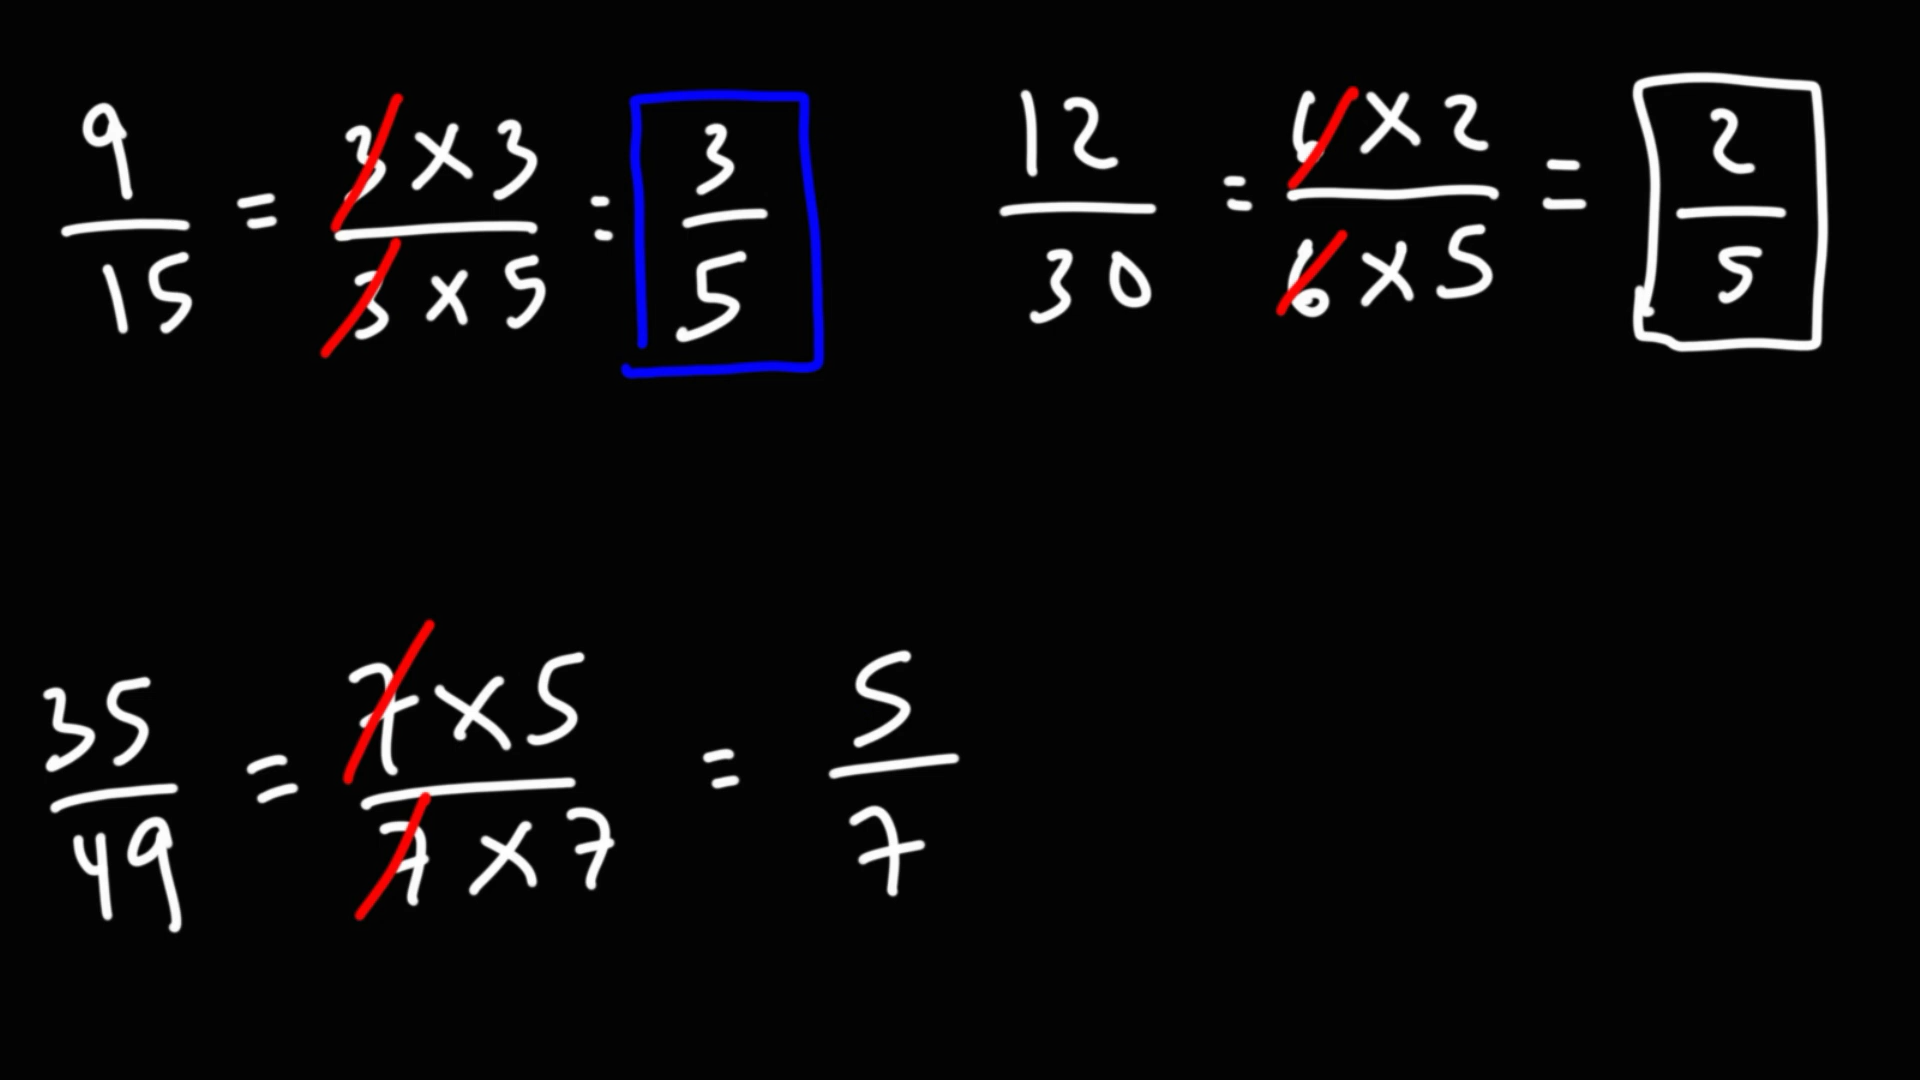 9/15 = 3×3/3×5 = 3/5
12/30 = 6×2/6×5 = 2/5
35/49 = 7×5/7×7 = 5/7